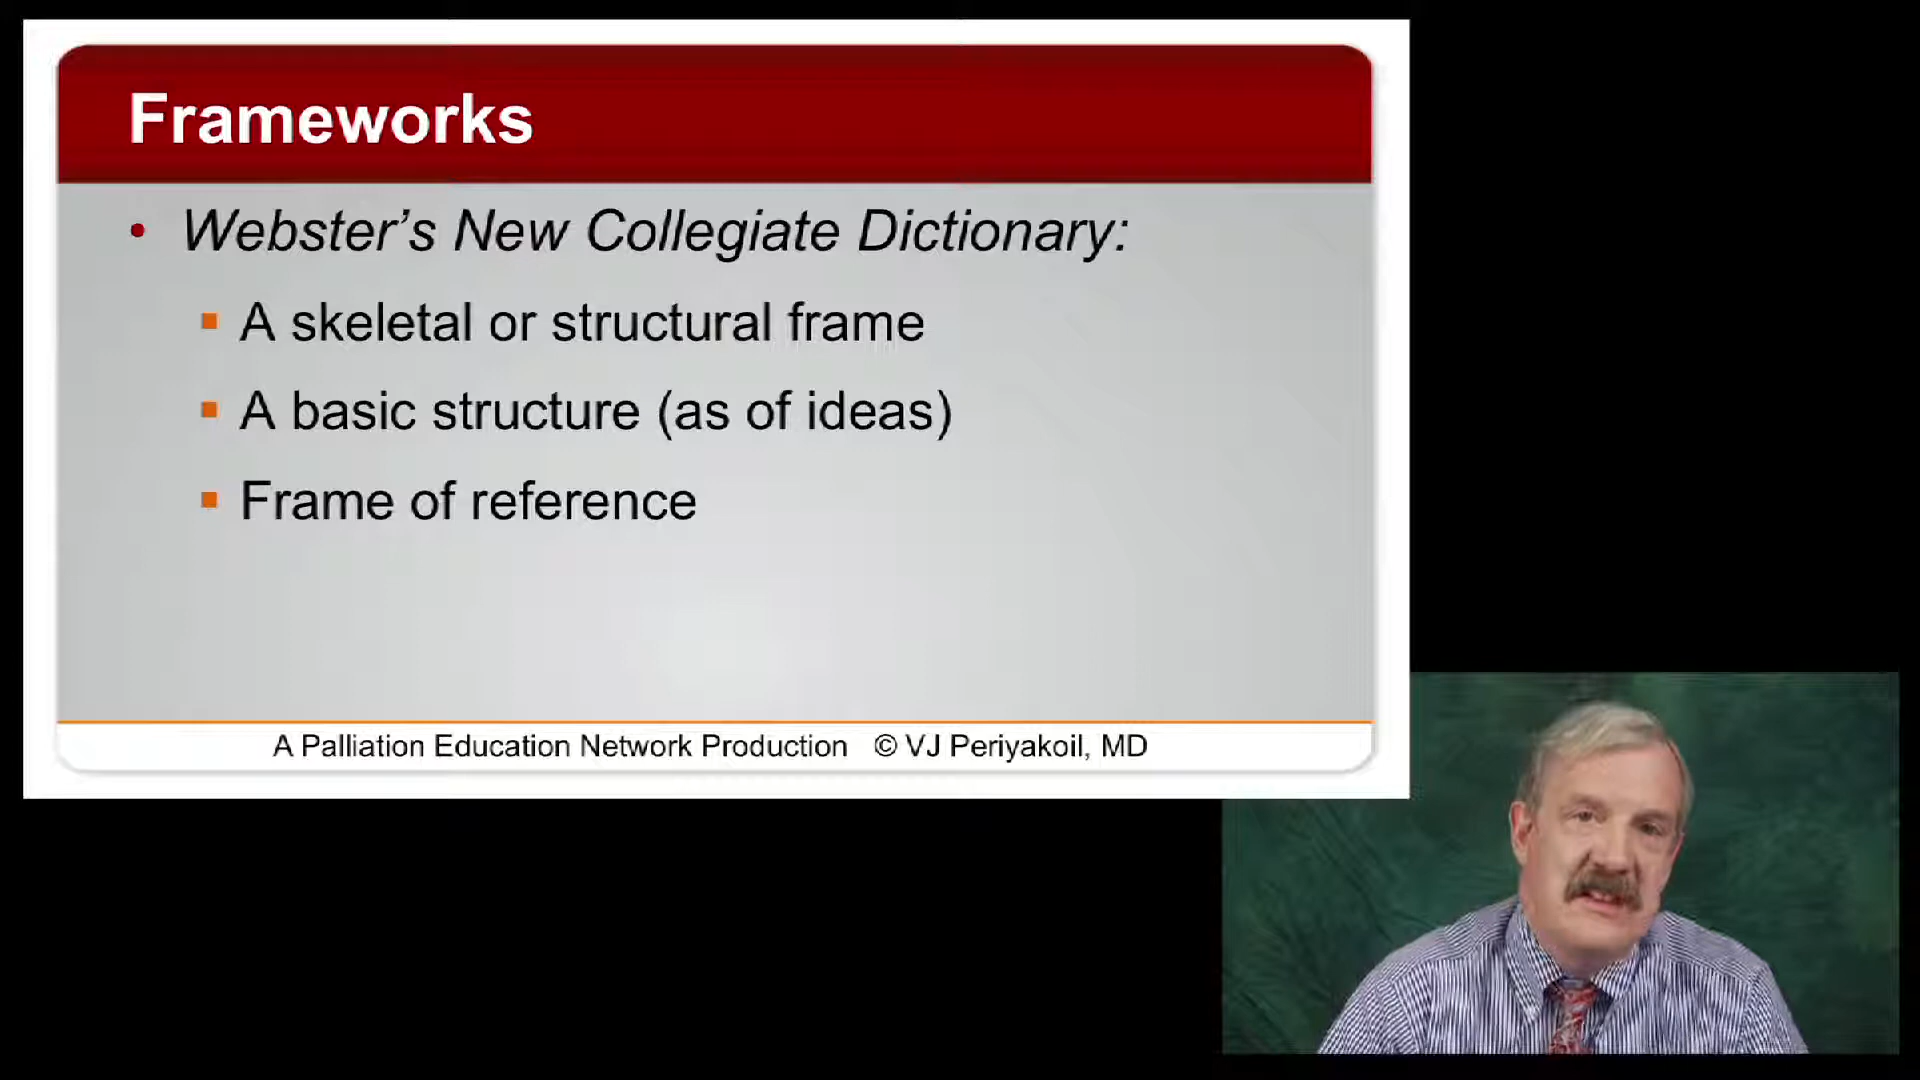 Frameworks
• Webster's New Collegiate Dictionary:
▪ A skeletal or structural frame
▪ A basic structure (as of ideas)
▪ Frame of reference
A Palliation Education Network Production © VJ Periyakoil, MD